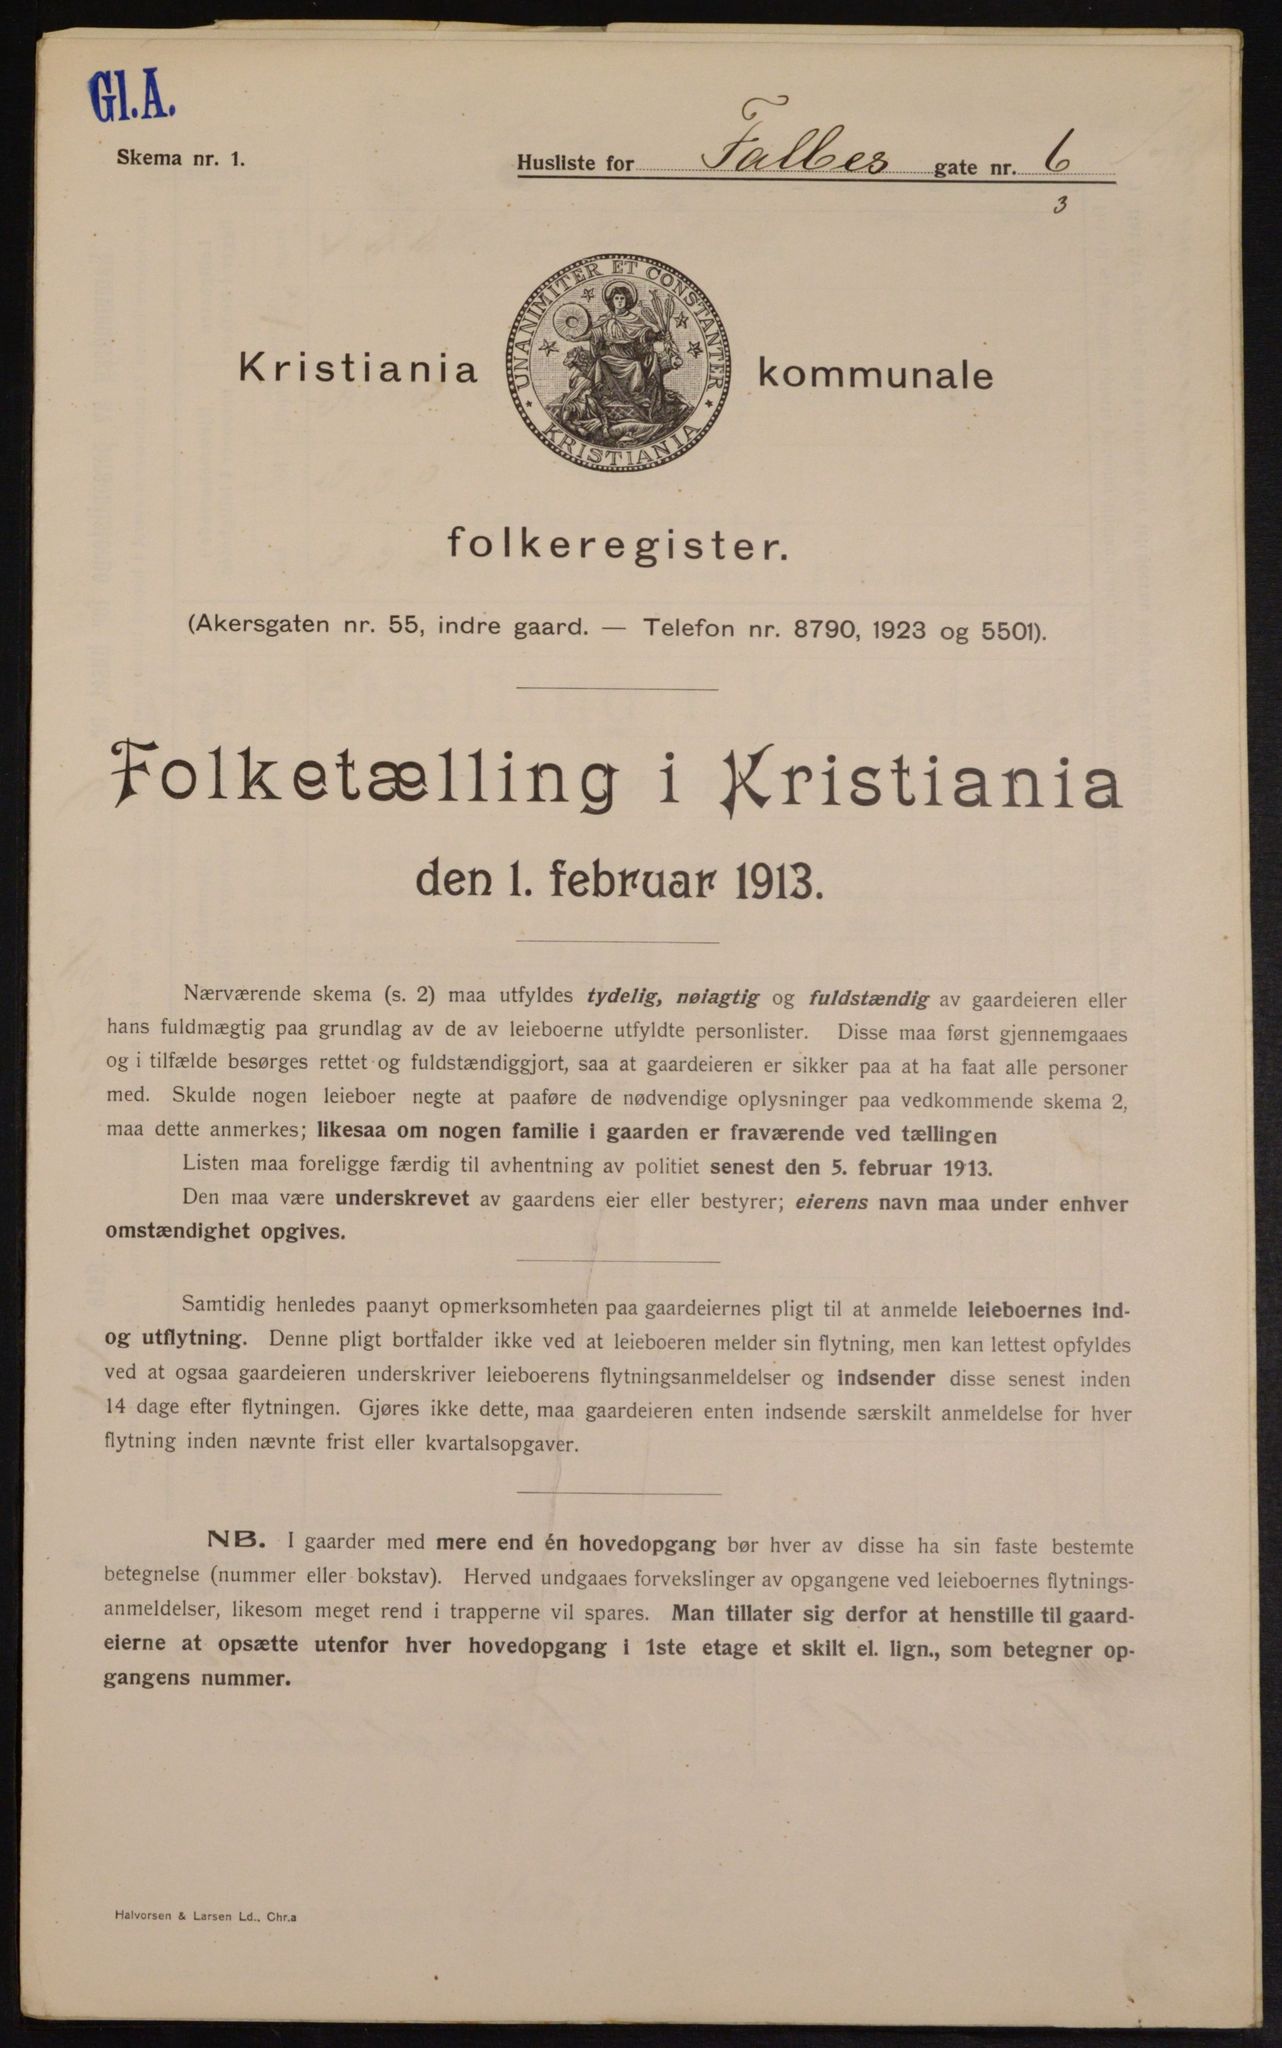 Gl.A.
Skema nr. 1.
Husliste for Falbes gate nr. 6
3
UNANIMITER ET CONSTANTER
KRISTIANIA
Kristiania kommunale
folkeregister.
(Akersgaten nr. 55, indre gaard. — Telefon nr. 8790, 1923 og 5501).
Folketælling i Kristiania
den 1. februar 1913.
Nærværende skema (s. 2) maa utfyldes tydelig, nøiagtig og fuldstændig av gaardeieren eller
hans fuldmægtig paa grundlag av de av leieboerne utfyldte personlister. Disse maa først gjennemgaaes
og i tilfælde besørges rettet og fuldstændiggjort, saa at gaardeieren er sikker paa at ha faat alle personer
med. Skulde nogen leieboer negte at paaføre de nødvendige oplysninger paa vedkommende skema 2,
maa dette anmerkes; likesaa om nogen familie i gaarden er fraværende ved tællingen
Listen maa foreligge færdig til avhentning av politiet senest den 5. februar 1913.
Den maa være underskrevet av gaardens eier eller bestyrer; eierens navn maa under enhver
omstændighet opgives.
Samtidig henledes paanyt opmerksomheten paa gaardeiernes pligt til at anmelde leieboernes ind-
og utflytning. Denne pligt bortfalder ikke ved at leieboeren melder sin flytning, men kan lettest opfyldes
ved at ogsaa gaardeieren underskriver leieboerens flytningsanmeldelser og indsender disse senest inden
14 dage efter flytningen. Gjøres ikke dette, maa gaardeieren enten indsende særskilt anmeldelse for hver
flytning inden nævnte frist eller kvartalsopgaver.
NB. I gaarder med mere end én hovedopgang bør hver av disse ha sin faste bestemte
betegnelse (nummer eller bokstav). Herved undgaaes forvekslinger av opgangene ved leieboernes flytnings-
anmeldelser, likesom meget rend i trapperne vil spares. Man tillater sig derfor at henstille til gaard-
eierne at opsætte utenfor hver hovedopgang i 1ste etage et skilt el. lign., som betegner op-
gangens nummer.
Halvorsen & Larsen Ld., Chr.a